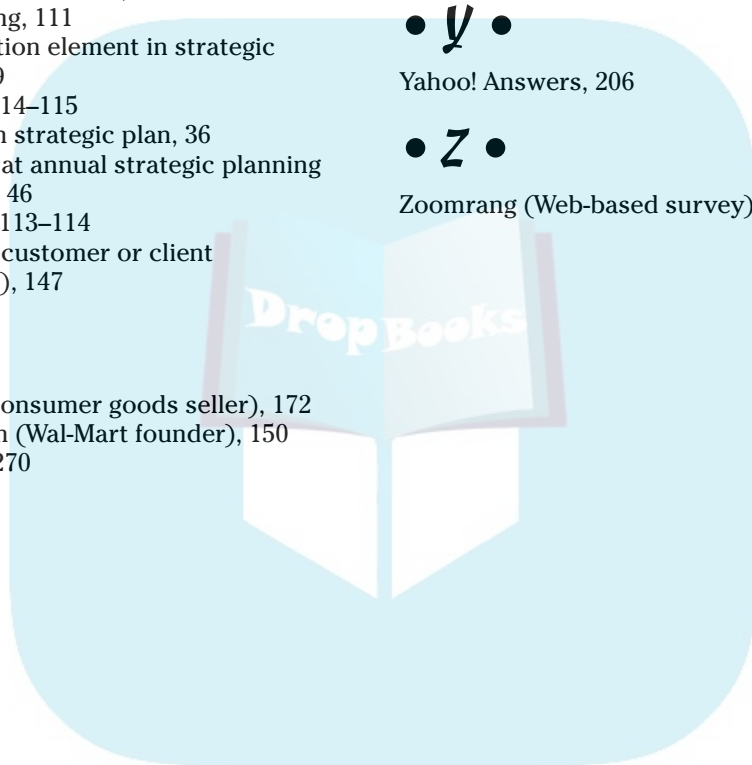 ng, 111
tion element in strategic
9
14–115
n strategic plan, 36
at annual strategic planning
46
113–114
customer or client
), 147
onsumer goods seller), 172
n (Wal-Mart founder), 150
270
• Y •
Yahoo! Answers, 206
• Z •
Zoomrang (Web-based survey)
DropBooks